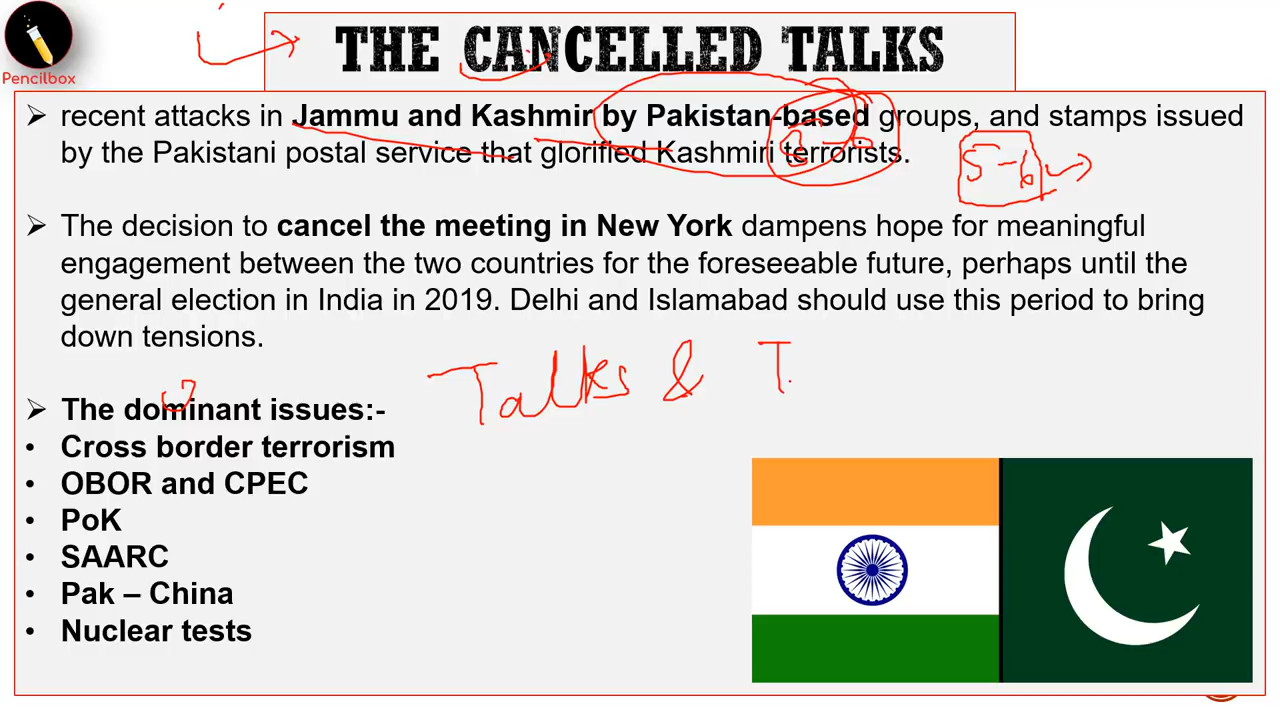 Pencilbox
THE CANCELLED TALKS
➢ recent attacks in Jammu and Kashmir by Pakistan-based groups, and stamps issued
by the Pakistani postal service that glorified Kashmiri terrorists.
5-6
➢ The decision to cancel the meeting in New York dampens hope for meaningful
engagement between the two countries for the foreseeable future, perhaps until the
general election in India in 2019. Delhi and Islamabad should use this period to bring
down tensions.
Talks & T
➢ The dominant issues:-
• Cross border terrorism
• OBOR and CPEC
• PoK
• SAARC
• Pak – China
• Nuclear tests